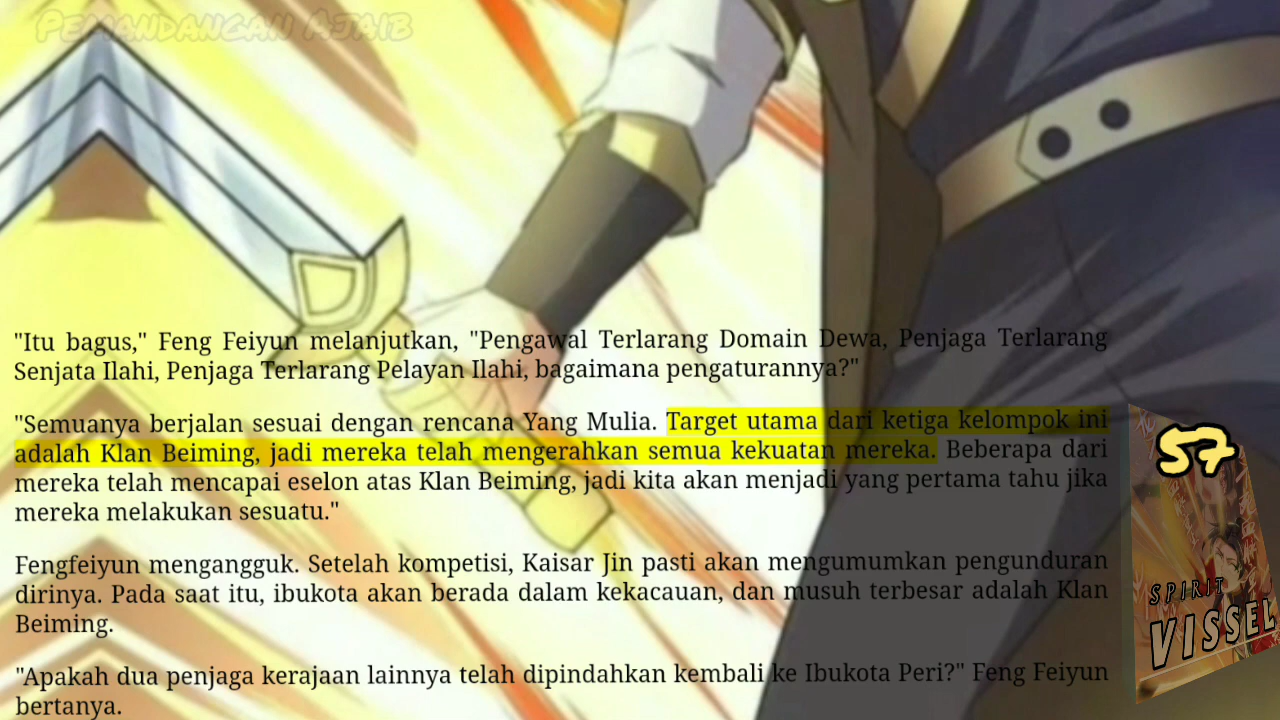 Pemandangan Ajaib
"Itu bagus," Feng Feiyun melanjutkan, "Pengawal Terlarang Domain Dewa, Penjaga Terlarang
Senjata Ilahi, Penjaga Terlarang Pelayan Ilahi, bagaimana pengaturannya?"
"Semuanya berjalan sesuai dengan rencana Yang Mulia. Target utama dari ketiga kelompok ini
adalah Klan Beiming, jadi mereka telah mengerahkan semua kekuatan mereka. Beberapa dari
mereka telah mencapai eselon atas Klan Beiming, jadi kita akan menjadi yang pertama tahu jika
mereka melakukan sesuatu."
Fengfeiyun mengangguk. Setelah kompetisi, Kaisar Jin pasti akan mengumumkan pengunduran
dirinya. Pada saat itu, ibukota akan berada dalam kekacauan, dan musuh terbesar adalah Klan
Beiming.
"Apakah dua penjaga kerajaan lainnya telah dipindahkan kembali ke Ibukota Peri?" Feng Feiyun
bertanya.
57
SPIRIT
VISSEL